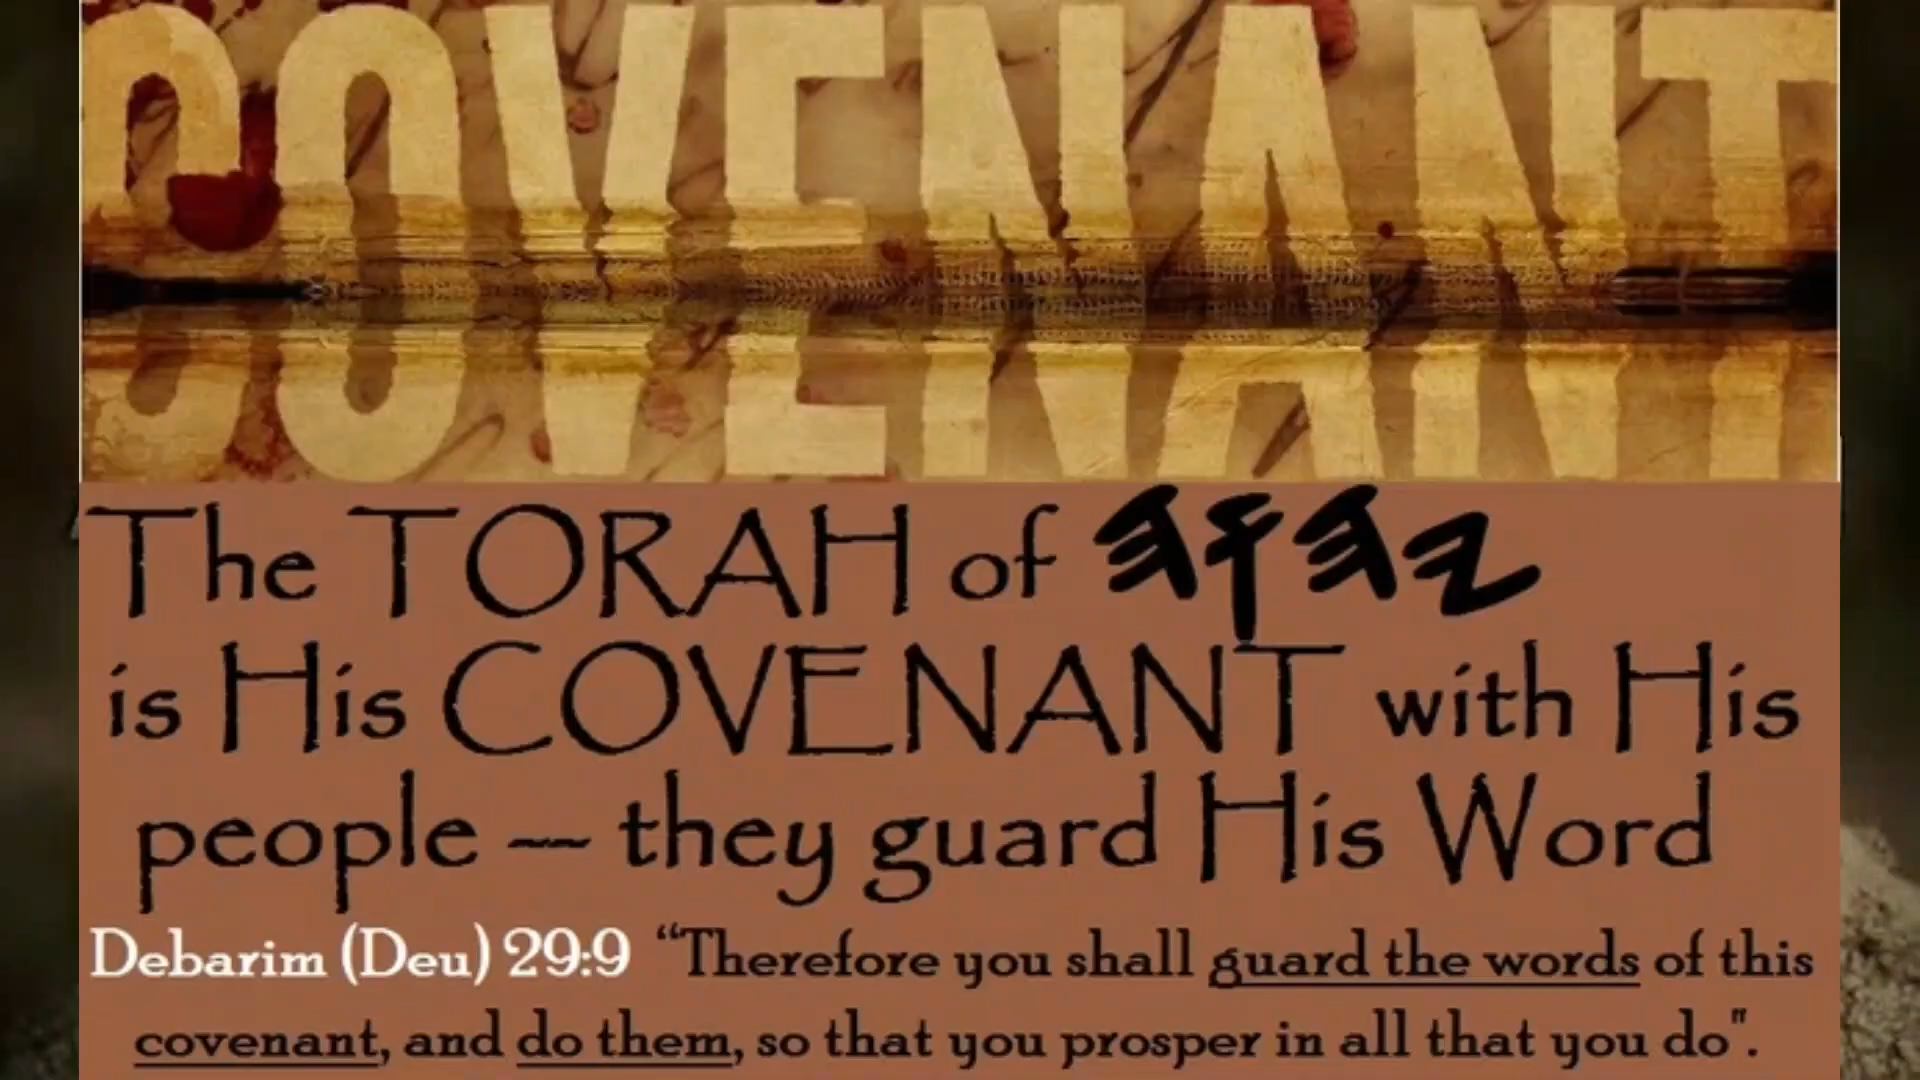 COVENANT
The TORAH of 𐤉𐤄𐤅𐤄
is His COVENANT with His
people -- they guard His Word
Debarim (Deu) 29:9 “Therefore you shall guard the words of this
covenant, and do them, so that you prosper in all that you do".